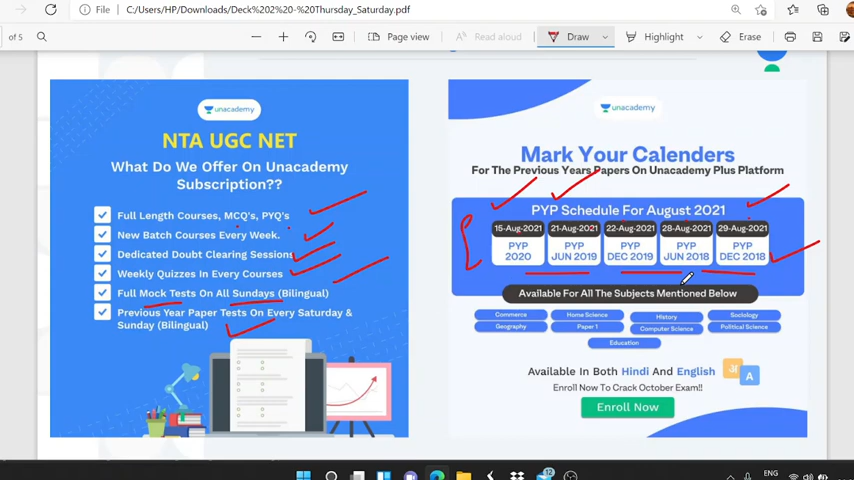 File
C:/Users/HP/Downloads/Deck%202%20-%20Thursday_Saturday.pdf
of 5
Page view
Read aloud
Draw
Highlight
Erase
unacademy
NTA UGC NET
What Do We Offer On Unacademy
Subscription??
Full Length Courses, MCQ's, PYQ's
New Batch Courses Every Week.
Dedicated Doubt Clearing Sessions
Weekly Quizzes In Every Courses
Full Mock Tests On All Sundays (Bilingual)
Previous Year Paper Tests On Every Saturday &
Sunday (Bilingual)
unacademy
Mark Your Calenders
For The Previous Years Papers On Unacademy Plus Platform
PYP Schedule For August 2021
15-Aug-2021 21-Aug-2021 22-Aug-2021 28-Aug-2021 29-Aug-2021
PYP PYP PYP PYP PYP
2020 JUN 2019 DEC 2019 JUN 2018 DEC 2018
Available For All The Subjects Mentioned Below
Commerce Home Science History Sociology
Geography Paper 1 Computer Science Political Science
Education
Available In Both Hindi And English
अ A
Enroll Now To Crack October Exam!!
Enroll Now
12
ENG